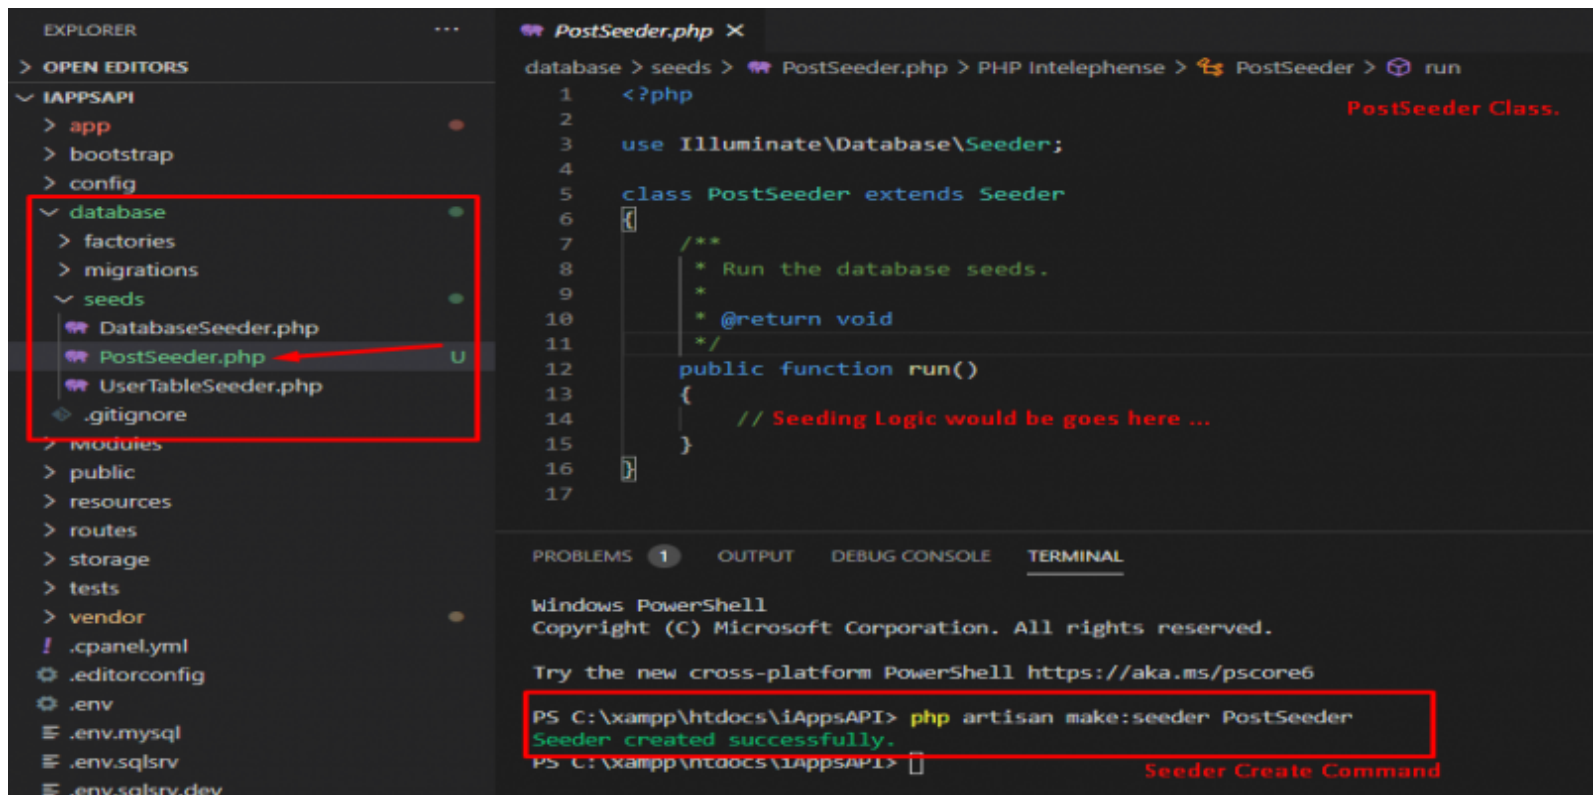 EXPLORER ...
> OPEN EDITORS
IAPPSAPI
> app
> bootstrap
> config
database
> factories
> migrations
seeds
DatabaseSeeder.php
PostSeeder.php U
UserTableSeeder.php
.gitignore
> Modules
> public
> resources
> routes
> storage
> tests
> vendor
! .cpanel.yml
.editorconfig
.env
.env.mysql
.env.sqlsrv
.env.sqlsrv.dev
PostSeeder.php ×
database > seeds > PostSeeder.php > PHP Intelephense > PostSeeder > run
1 <?php
PostSeeder Class.
2
3 use Illuminate\Database\Seeder;
4
5 class PostSeeder extends Seeder
6 {
7 /**
8 * Run the database seeds.
9 *
10 * @return void
11 */
12 public function run()
13 {
14 // Seeding Logic would be goes here ...
15 }
16 }
17
PROBLEMS 1 OUTPUT DEBUG CONSOLE TERMINAL
Windows PowerShell
Copyright (C) Microsoft Corporation. All rights reserved.
Try the new cross-platform PowerShell https://aka.ms/pscore6
PS C:\xampp\htdocs\iAppsAPI> php artisan make:seeder PostSeeder
Seeder created successfully.
PS C:\xampp\htdocs\iAppsAPI>
Seeder Create Command